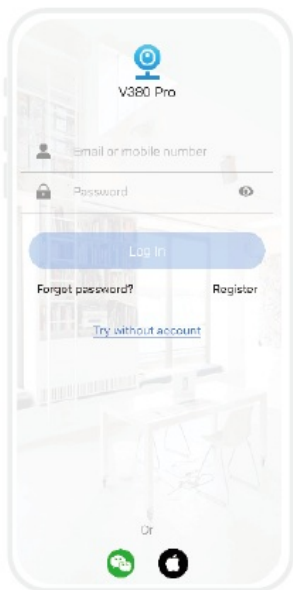 V380 Pro
Email or mobile number
Password
Log In
Forgot password? Register
Try without account
Or